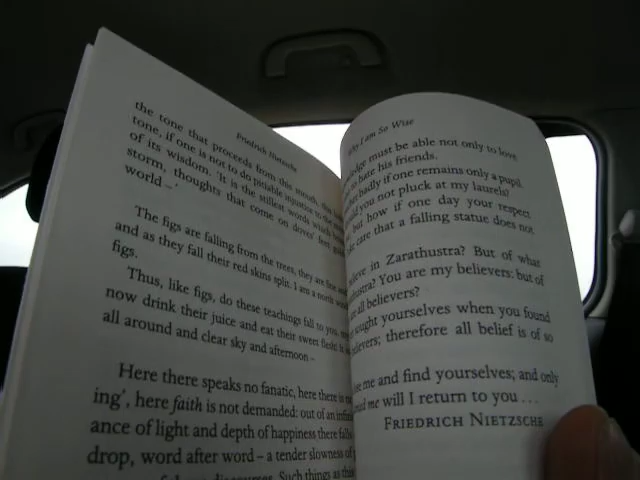 Friedrich Nietzsche
the tone that proceeds from this mouth, this
tone, if one is not to do pitiable injustice to the
of its wisdom. 'It is the stillest words which
storm, thoughts that come on doves' feet
world –'
The figs are falling from the trees, they are fine and
and as they fall their red skins split. I am a north
figs.
Thus, like figs, do these teachings fall to you, my
now drink their juice and eat their sweet flesh! It is
all around and clear sky and afternoon –
Here there speaks no fanatic, here there is no
ing', here faith is not demanded: out of an infinite
ance of light and depth of happiness there falls
drop, word after word – a tender slowness of
Such things as
Why I am So Wise
must be able not only to love
to hate his friends.
badly if one remains only a pupil.
you not pluck at my laurels?
but how if one day your respect
care that a falling statue does not
in Zarathustra? But of what
You are my believers: but of
all believers?
sought yourselves when you found
believers; therefore all belief is of so
me and find yourselves; and only
me will I return to you ...
FRIEDRICH NIETZSCHE